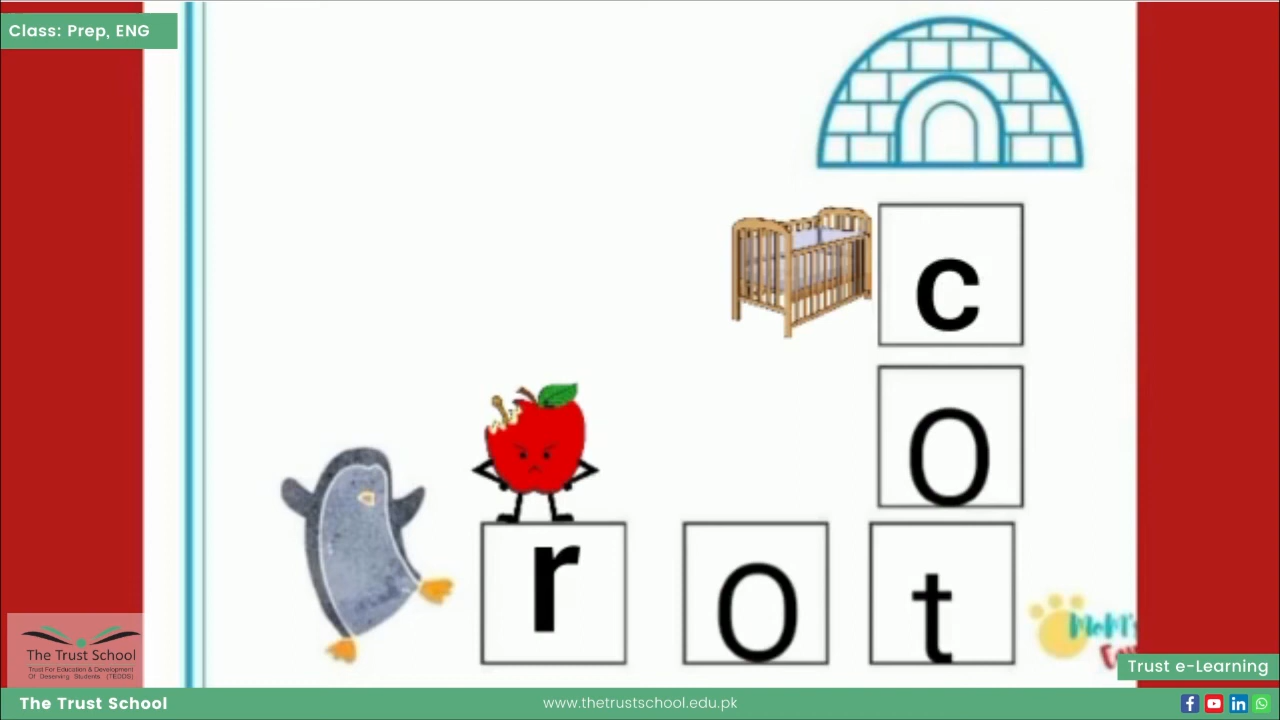 Class: Prep, ENG
c
o
r o t
The Trust School
Trust For Education & Development
Of Deserving Students (TEDDS)
MoM's
Trust e-Learning
The Trust School
www.thetrustschool.edu.pk